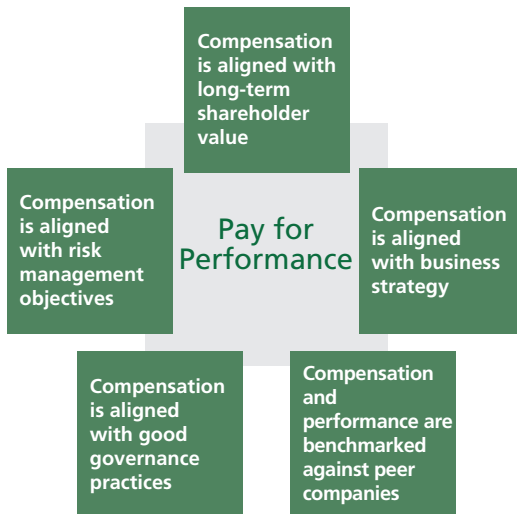 Compensation
is aligned with
long-term
shareholder
value
Pay for
Performance
Compensation
is aligned
with risk
management
objectives
Compensation
is aligned
with business
strategy
Compensation
is aligned
with good
governance
practices
Compensation
and
performance are
benchmarked
against peer
companies